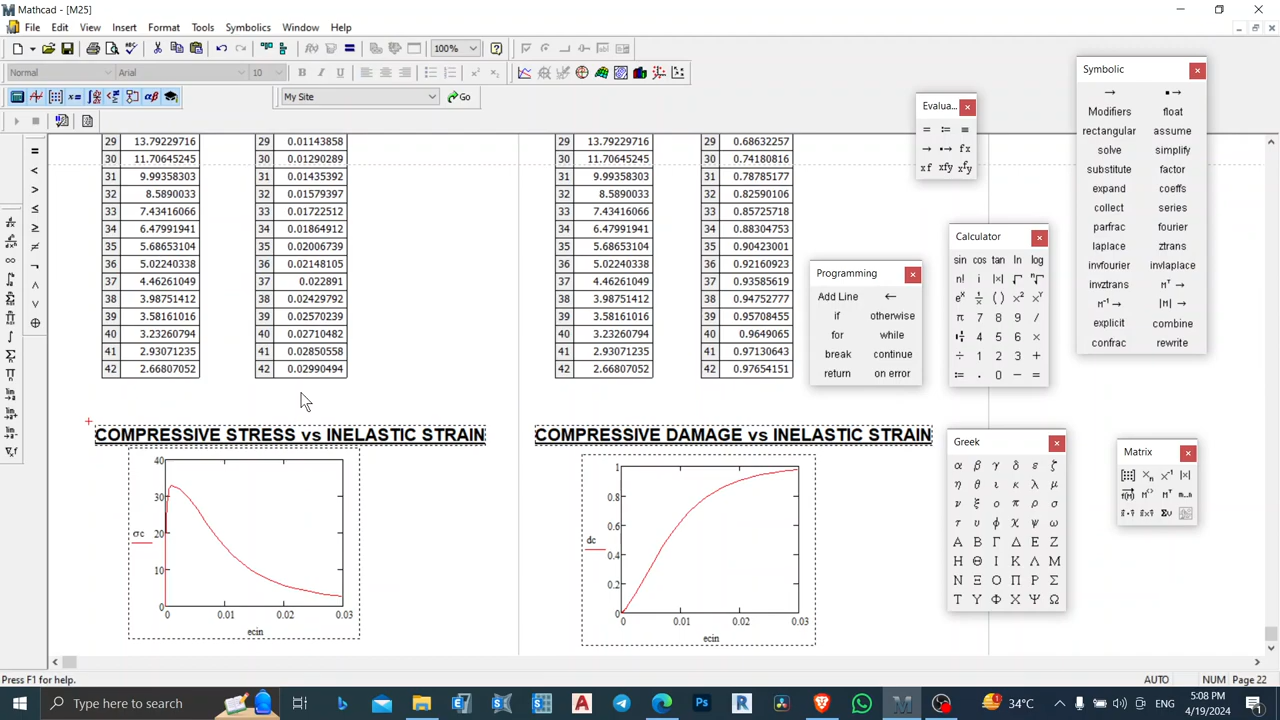 Mathcad - [M25]
File Edit View Insert Format Tools Symbolics Window Help
100%
Normal Arial 10 B I U
My Site Go
29 13.79229716 29 0.01143858 29 13.79229716 29 0.68632257
30 11.70645245 30 0.01290289 30 11.70645245 30 0.74180816
31 9.99358303 31 0.01435392 31 9.99358303 31 0.78785177
32 8.5890033 32 0.01579397 32 8.5890033 32 0.82590106
33 7.43416066 33 0.01722512 33 7.43416066 33 0.85725718
34 6.47991941 34 0.01864912 34 6.47991941 34 0.88304753
35 5.68653104 35 0.02006739 35 5.68653104 35 0.90423001
36 5.02240338 36 0.02148105 36 5.02240338 36 0.92160923
37 4.46261049 37 0.022891 37 4.46261049 37 0.93585619
38 3.98751412 38 0.02429792 38 3.98751412 38 0.94752777
39 3.58161016 39 0.02570239 39 3.58161016 39 0.95708455
40 3.23260794 40 0.02710482 40 3.23260794 40 0.9649065
41 2.93071235 41 0.02850558 41 2.93071235 41 0.97130643
42 2.66807052 42 0.02990494 42 2.66807052 42 0.97654151
COMPRESSIVE STRESS vs INELASTIC STRAIN
40
30
20
10
0
σc
0 0.01 0.02 0.03
ecin
COMPRESSIVE DAMAGE vs INELASTIC STRAIN
1
0.8
0.6
0.4
0.2
0
dc
0 0.01 0.02 0.03
ecin
Evalua...
= := ≡
→ •→ fx
xf xfy xfy
Programming
Add Line ←
if otherwise
for while
break continue
return on error
Calculator
sin cos tan ln log
n! i |×| √ ⁿ√
eˣ 1/x ( ) ×² ×ʸ
π 7 8 9 /
4 5 6 ×
÷ 1 2 3 +
:= . 0 − =
Symbolic
→ •→
Modifiers float
rectangular assume
solve simplify
substitute factor
expand coeffs
collect series
parfrac fourier
laplace ztrans
invfourier invlaplace
invztrans Mᵀ →
M⁻¹ → |M| →
explicit combine
confrac rewrite
Greek
α β γ δ ε ζ
η θ ι κ λ μ
ν ξ ο π ρ σ
τ υ φ χ ψ ω
Α Β Γ Δ Ε Ζ
Η Θ Ι Κ Λ Μ
Ν Ξ Ο Π Ρ Σ
Τ Υ Φ Χ Ψ Ω
Matrix
Press F1 for help. AUTO NUM Page 22
Type here to search
34°C ENG
5:08 PM
4/19/2024